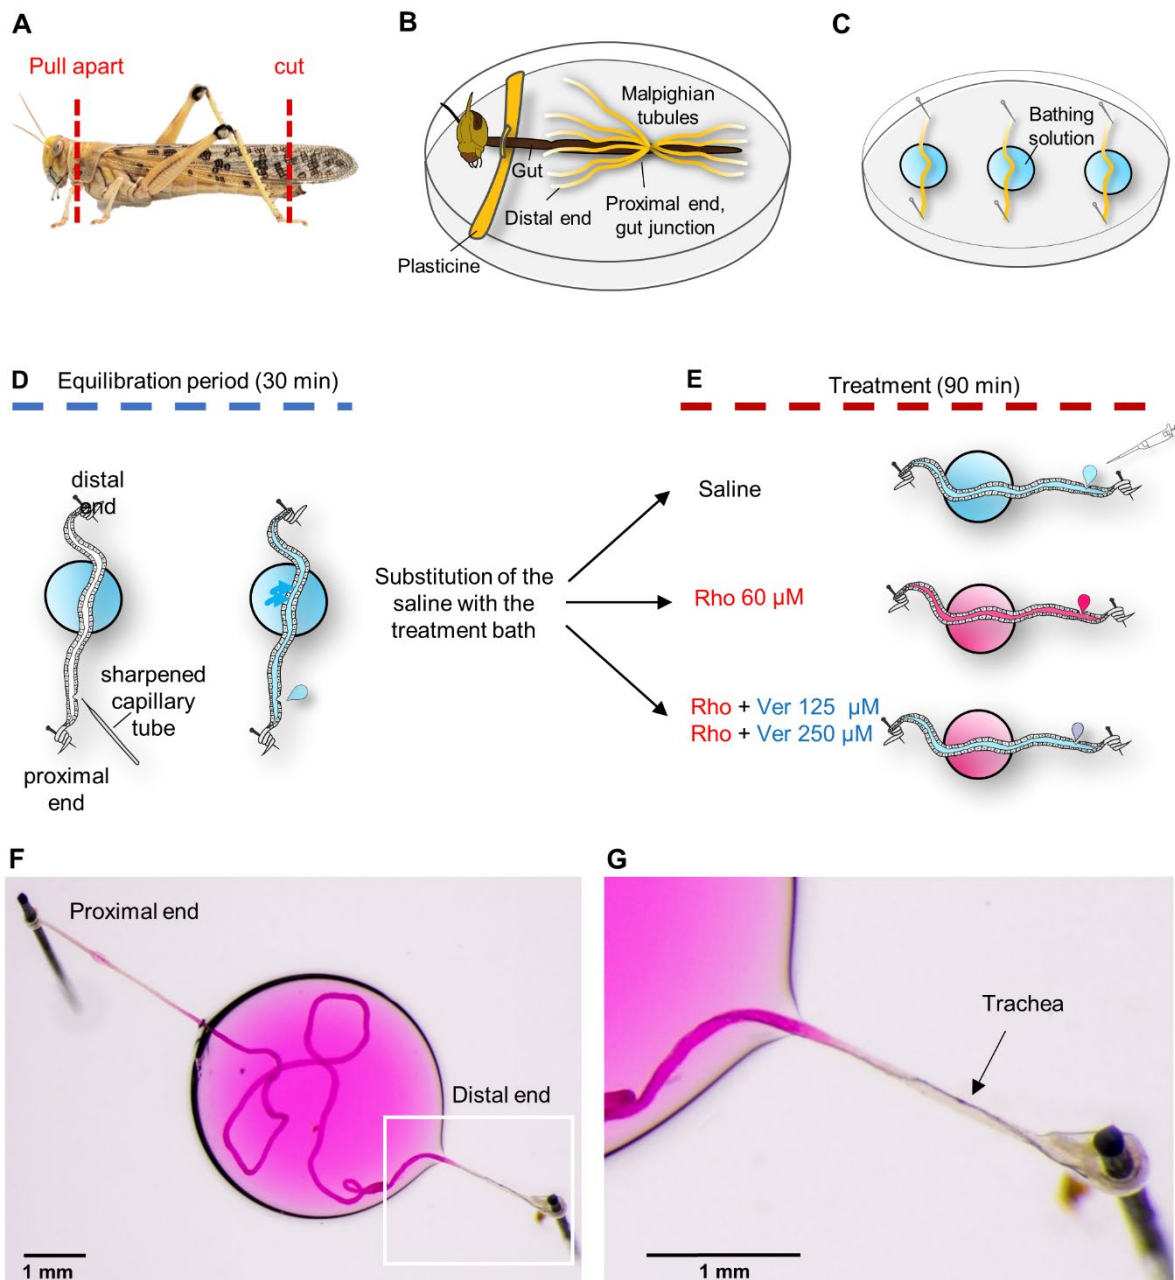 A
Pull apart
cut
B
Malpighian
tubules
Gut
Distal end
Proximal end,
gut junction
Plasticine
C
Bathing
solution
D
Equilibration period (30 min)
distal
end
sharpened
capillary
tube
proximal
end
Substitution of the
saline with the
treatment bath
E
Treatment (90 min)
Saline
Rho 60 µM
Rho + Ver 125 µM
Rho + Ver 250 µM
F
Proximal end
Distal end
1 mm
G
Trachea
1 mm